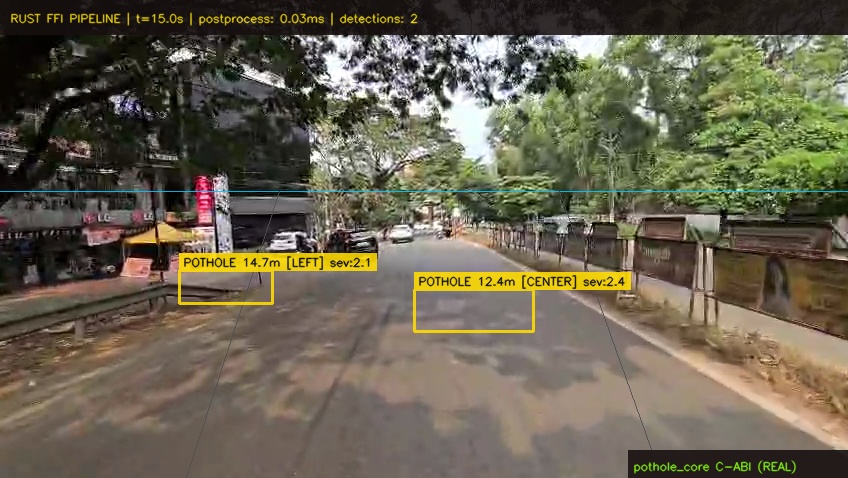 RUST FFI PIPELINE | t=15.0s | postprocess: 0.03ms | detections: 2
LG
POTHOLE 14.7m [LEFT] sev:2.1
POTHOLE 12.4m [CENTER] sev:2.4
pothole_core C-ABI (REAL)